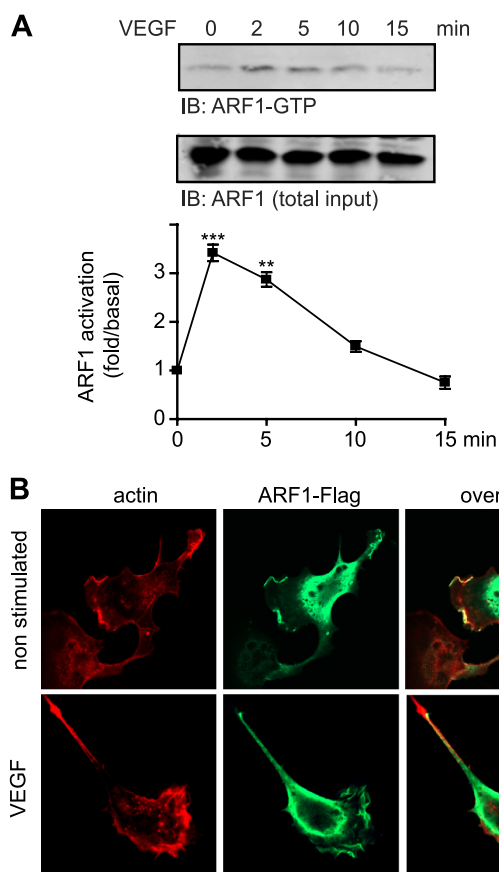 A
VEGF 0 2 5 10 15 min
IB: ARF1-GTP
IB: ARF1 (total input)
ARF1 activation
(fold/basal)
3
2
1
0
***
**
0 5 10 15 min
B
actin ARF1-Flag over
non stimulated
VEGF